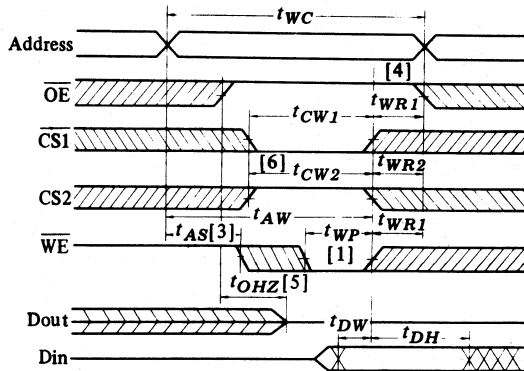 tWC
Address
[4]
OE
tCW1 tWR1
CS1
[6] tCW2 tWR2
CS2
tAW tWR1
tAS[3] tWP
WE [1]
tOHZ[5]
Dout
tDW tDH
Din